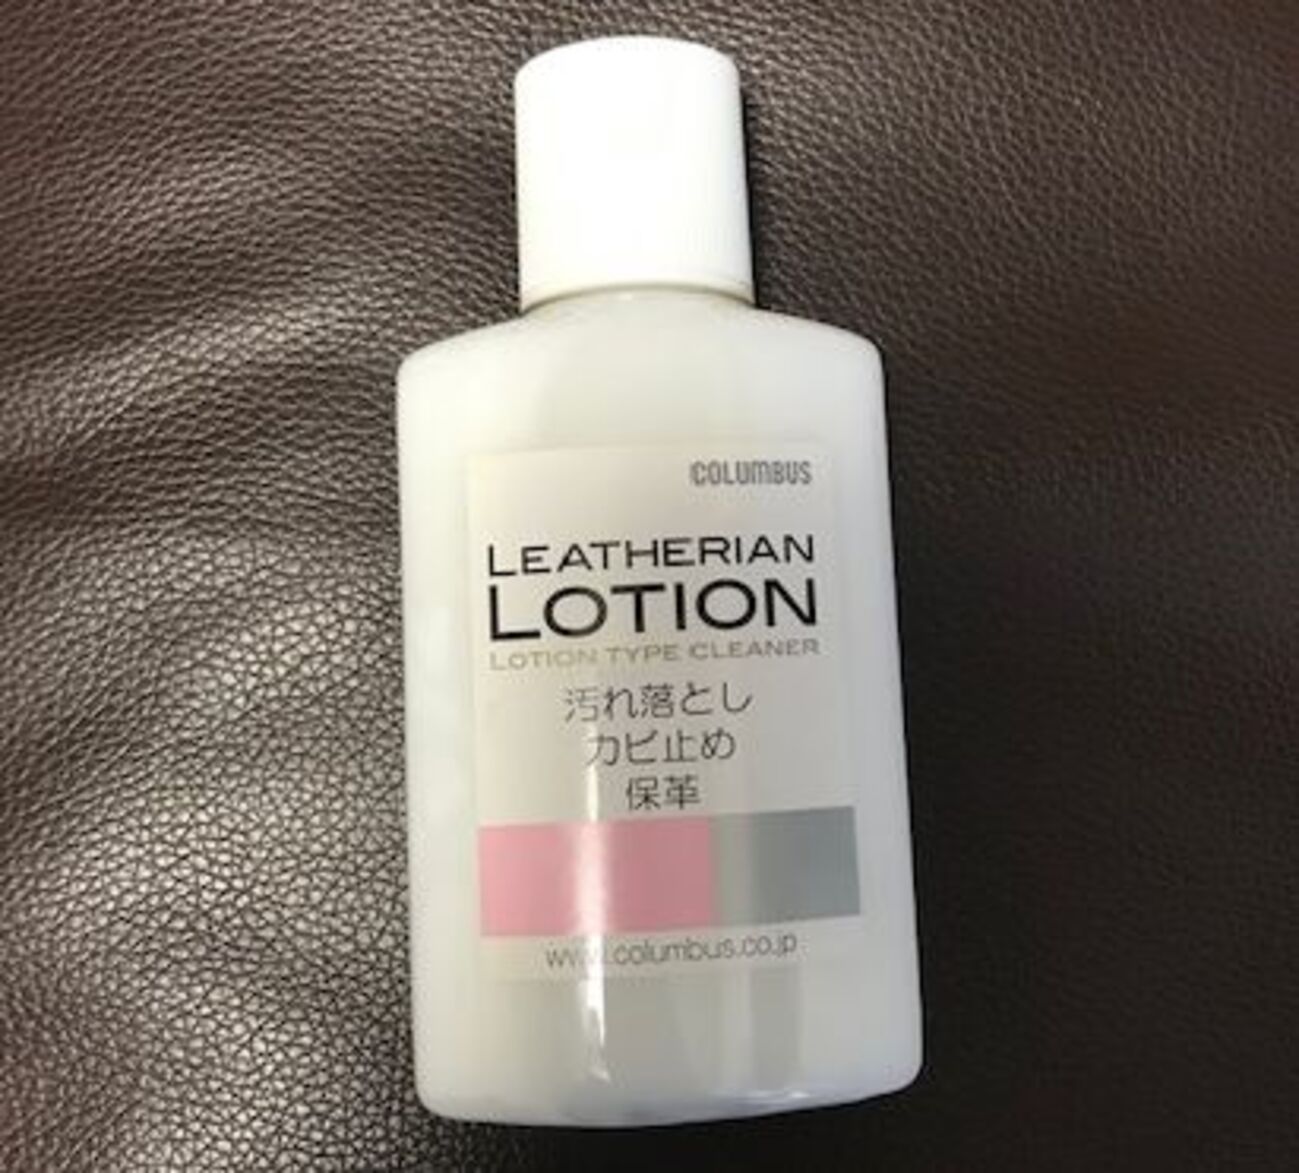 COLUMBUS
LEATHERIAN
LOTION
LOTION TYPE CLEANER
汚れ落とし
カビ止め
保革
www.columbus.co.jp